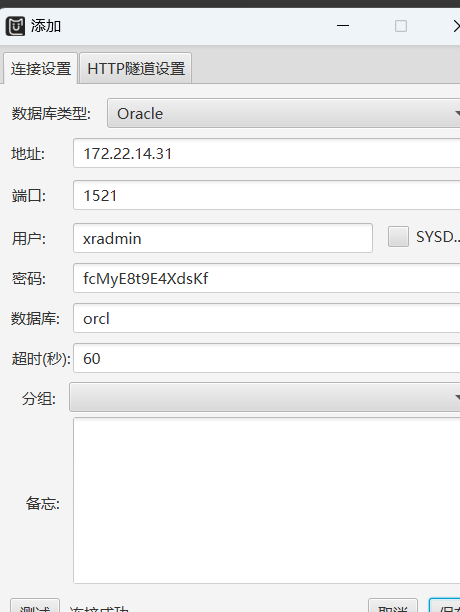 添加
连接设置 HTTP隧道设置
数据库类型: Oracle
地址: 172.22.14.31
端口: 1521
用户: xradmin SYSD..
密码: fcMyE8t9E4XdsKf
数据库: orcl
超时(秒): 60
分组:
备忘:
测试 连接成功 取消 保存